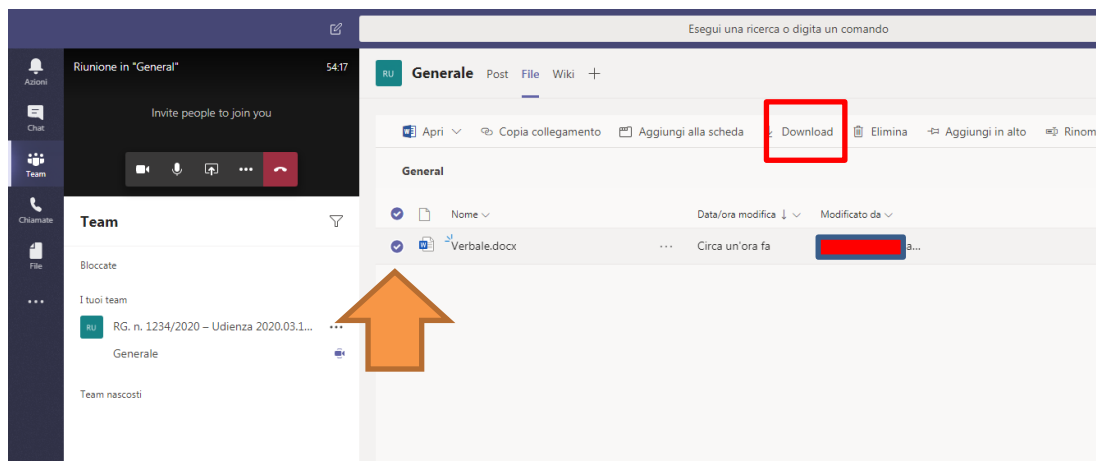 Esegui una ricerca o digita un comando
Azioni
Chat
Team
Chiamate
File
Riunione in "General" 54:17
Invite people to join you
Team
Bloccate
I tuoi team
RU RG. n. 1234/2020 – Udienza 2020.03.1... ...
Generale
Team nascosti
RU Generale Post File Wiki +
Apri Copia collegamento Aggiungi alla scheda Download Elimina Aggiungi in alto Rinom
General
Nome Data/ora modifica ↓ Modificato da
Verbale.docx ... Circa un'ora fa a...